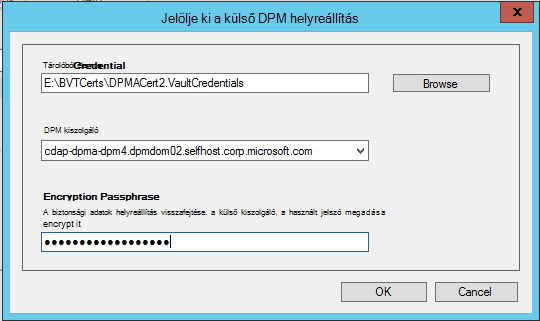 Jelölje ki a külső DPM helyreállítás
x
Credential
E:\BVTCerts\DPMACert2.VaultCredentials
Browse
DPM kiszolgáló
cdap-dpma-dpm4.dpmdom02.selfhost.corp.microsoft.com
Encryption Passphrase
A biztonsági adatok helyreállítás visszafejtése. a külső kiszolgáló. a használt jelszó megadása
encrypt it
●●●●●●●●●●●●●●●●●●
OK
Cancel